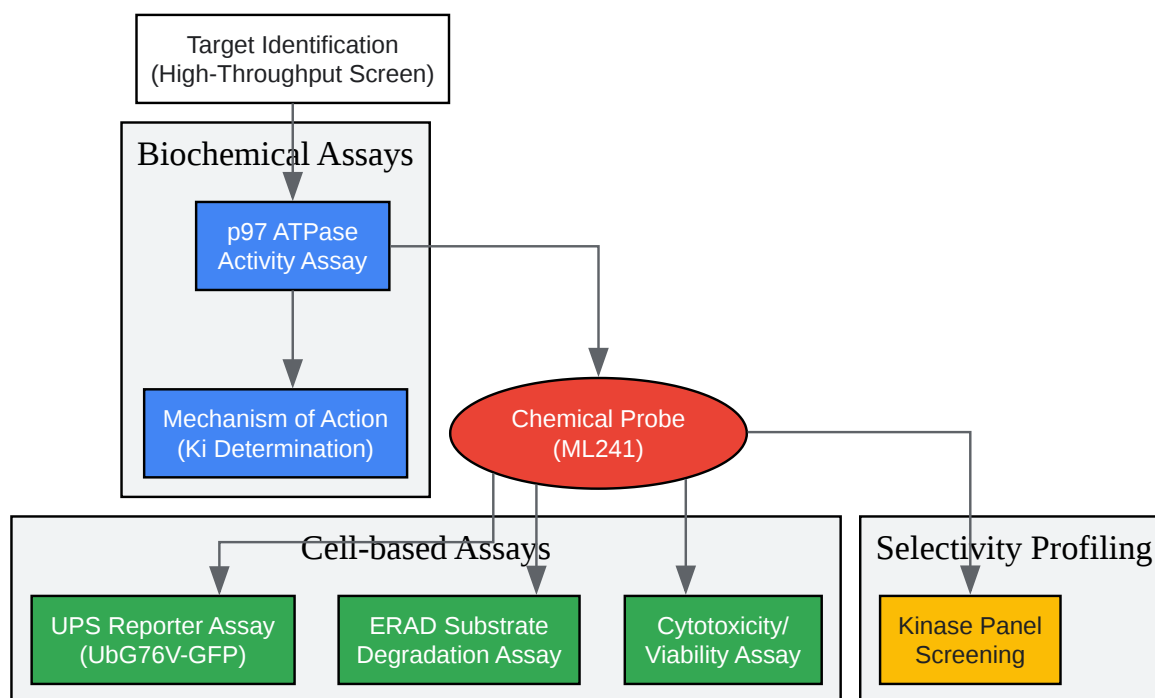 Target Identification
(High-Throughput Screen)
Biochemical Assays
p97 ATPase
Activity Assay
Mechanism of Action
(Ki Determination)
Chemical Probe
(ML241)
Cell-based Assays
UPS Reporter Assay
(UbG76V-GFP)
ERAD Substrate
Degradation Assay
Cytotoxicity/
Viability Assay
Selectivity Profiling
Kinase Panel
Screening